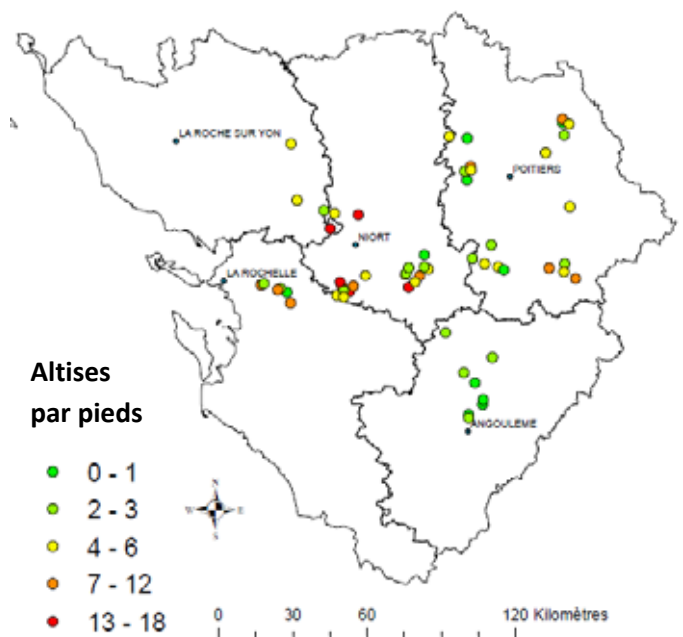 LA ROCHE SUR YON
POITIERS
NIORT
LA ROCHELLE
ANGOULEME
Altises
par pieds
0 - 1
2 - 3
4 - 6
7 - 12
13 - 18
N
W E
S
0 30 60 120 Kilomètres